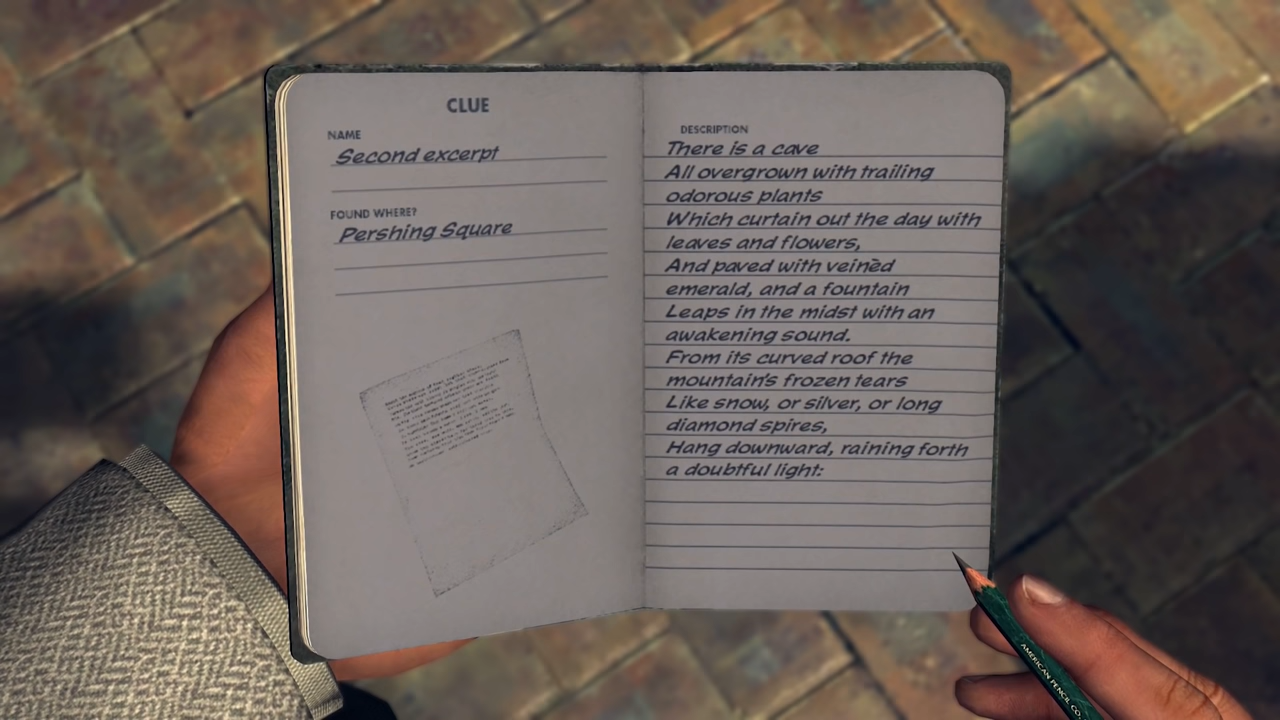 CLUE
NAME
Second excerpt
FOUND WHERE?
Pershing Square
DESCRIPTION
There is a cave
All overgrown with trailing
odorous plants
Which curtain out the day with
leaves and flowers,
And paved with veinèd
emerald, and a fountain
Leaps in the midst with an
awakening sound.
From its curved roof the
mountain's frozen tears
Like snow, or silver, or long
diamond spires,
Hang downward, raining forth
a doubtful light:
AMERICAN PENCIL CO.